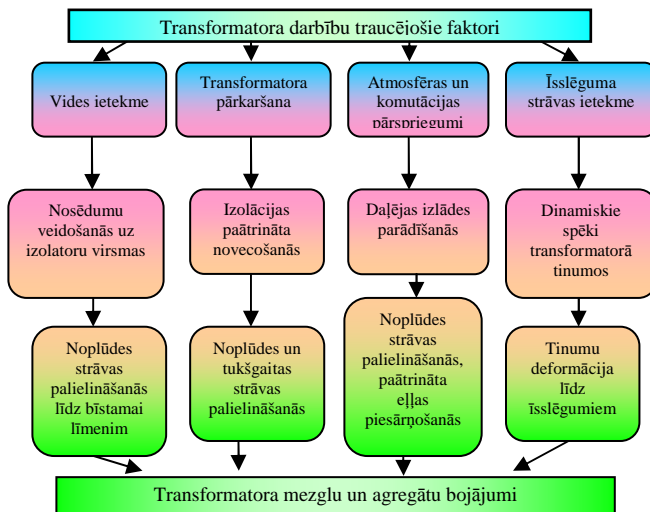 Transformatora darbību traucējošie faktori
Vides ietekme
Transformatora
pārkaršana
Atmosfēras un
komutācijas
pārspriegumi
Īsslēguma
strāvas ietekme
Nosēdumu
veidošanās uz
izolatoru virsmas
Izolācijas
paātrināta
novecošanās
Daļējas izlādes
parādīšanās
Dinamiskie
spēki
transformatorā
tinumos
Noplūdes
strāvas
palielināšanās
līdz bīstamai
līmenim
Noplūdes un
tukšgaitas
strāvas
palielināšanās
Noplūdes
strāvas
palielināšanās,
paātrināta
eļļas
piesārņošanās
Tinumu
deformācija
līdz
īsslēgumiem
Transformatora mezglu un agregātu bojājumi